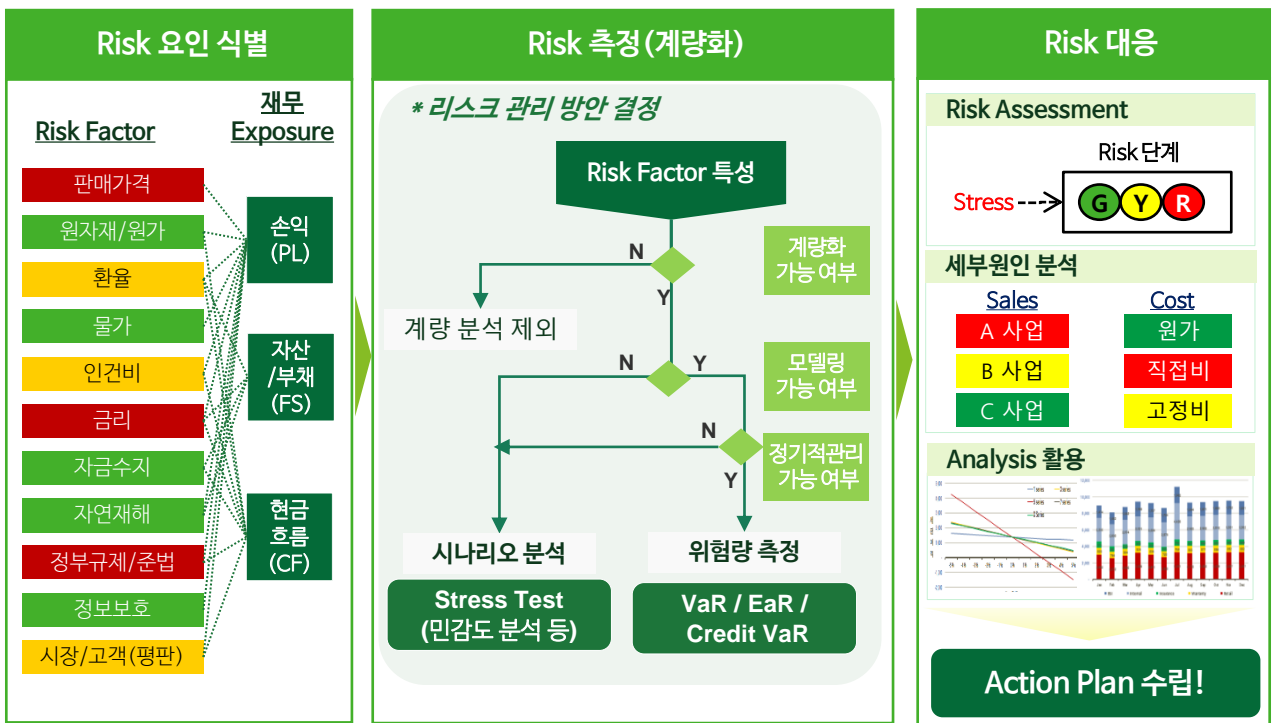 Risk 요인 식별
Risk Factor
재무
Exposure
판매가격
원자재/원가
환율
물가
인건비
금리
자금수지
자연재해
정부규제/준법
정보보호
시장/고객(평판)
손익
(PL)
자산
/부채
(FS)
현금
흐름
(CF)
Risk 측정(계량화)
* 리스크 관리 방안 결정
Risk Factor 특성
N
계량화
가능 여부
Y
계량 분석 제외
N
Y
모델링
가능 여부
N
정기적관리
가능 여부
Y
시나리오 분석
위험량 측정
Stress Test
(민감도 분석 등)
VaR / EaR /
Credit VaR
Risk 대응
Risk Assessment
Risk 단계
Stress
G Y R
세부원인 분석
Sales
Cost
A 사업
원가
B 사업
직접비
C 사업
고정비
Analysis 활용
Action Plan 수립!